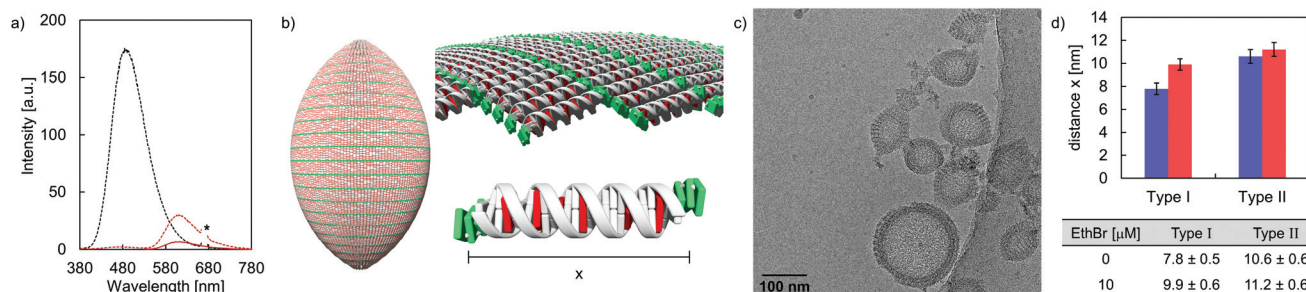 a)
200
150
100
50
0
Intensity [a.u.]
380 480 580 680 780
Wavelength [nm]
*
b)
x
c)
100 nm
d)
14
12
10
8
6
4
2
0
distance x [nm]
Type I Type II
EthBr [μM] Type I Type II
0 7.8 ± 0.5 10.6 ± 0.6
10 9.9 ± 0.6 11.2 ± 0.6